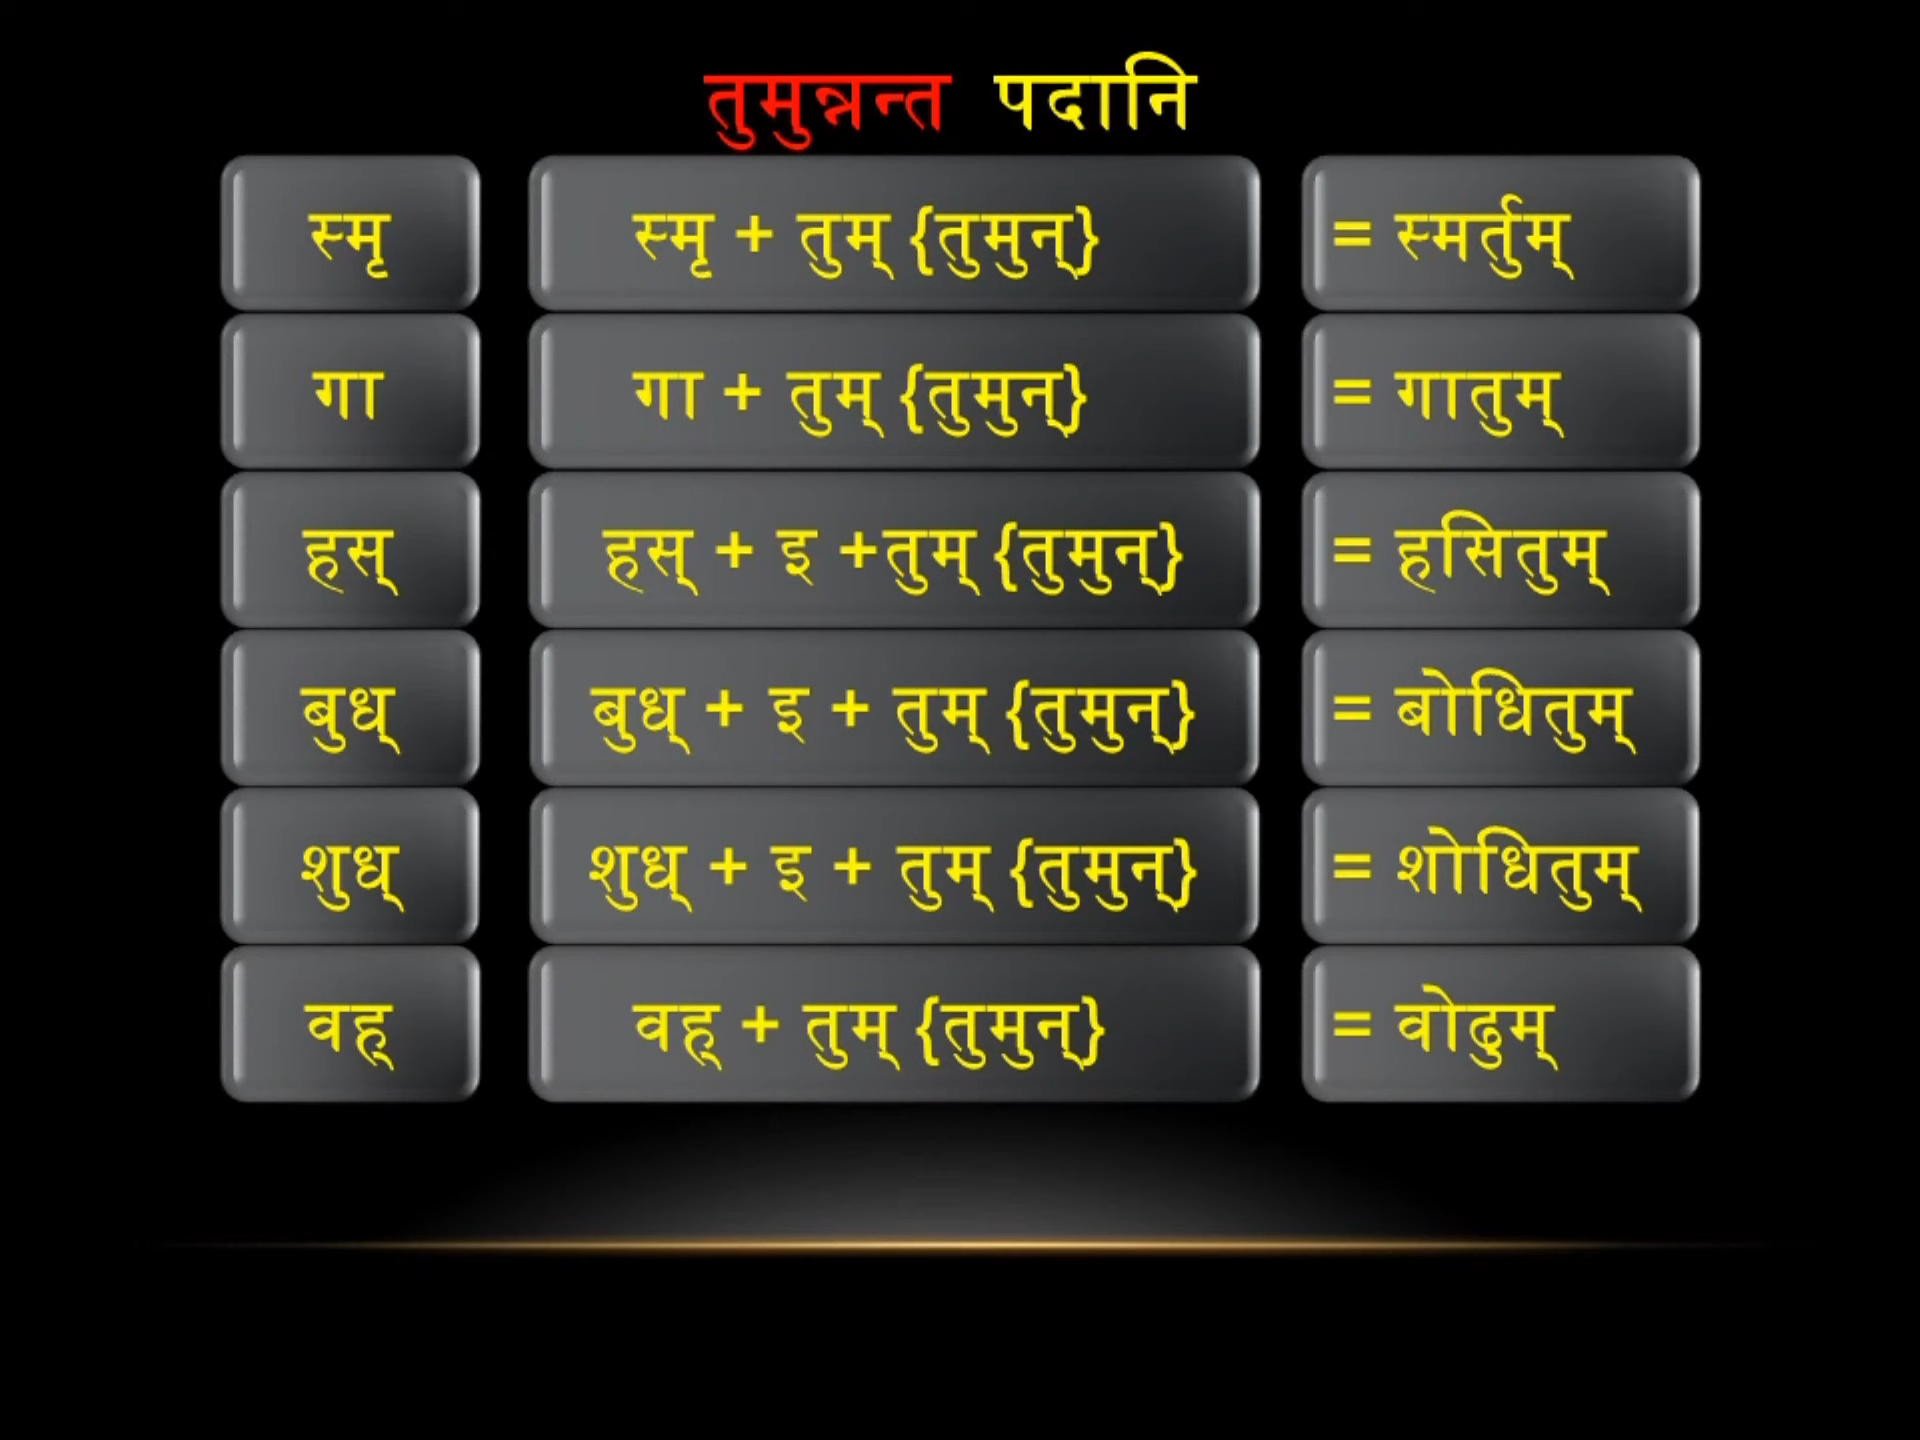 तुमुन्नन्त पदानि
स्मृ स्मृ + तुम् {तुमुन्} = स्मर्तुम्
गा गा + तुम् {तुमुन्} = गातुम्
हस् हस् + इ +तुम् {तुमुन्} = हसितुम्
बुध् बुध् + इ + तुम् {तुमुन्} = बोधितुम्
शुध् शुध् + इ + तुम् {तुमुन्} = शोधितुम्
वह् वह् + तुम् {तुमुन्} = वोढुम्